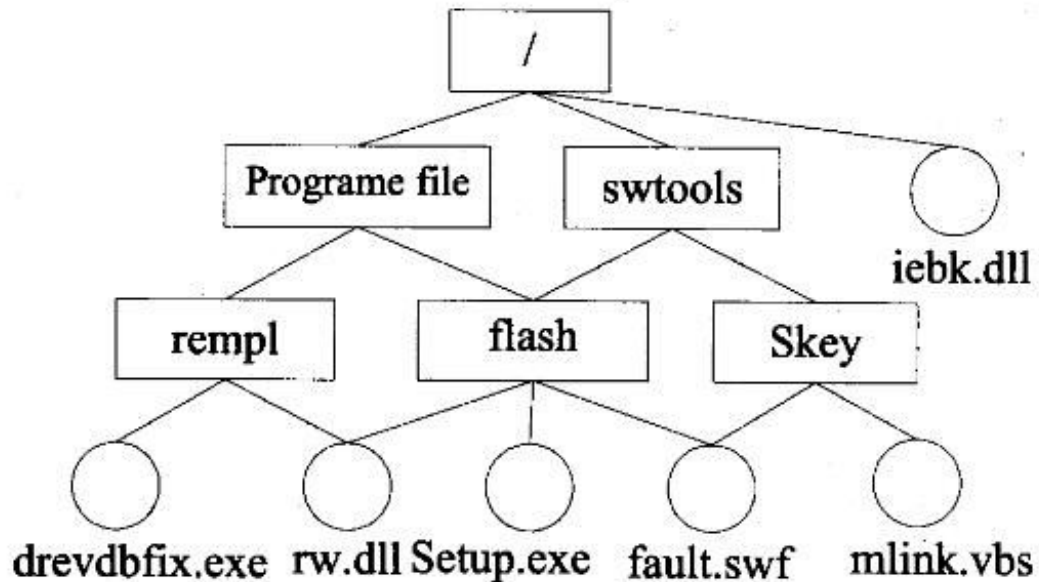 /
Programe file
swtools
iebk.dll
rempl
flash
Skey
drevdbfix.exe
rw.dll
Setup.exe
fault.swf
mlink.vbs